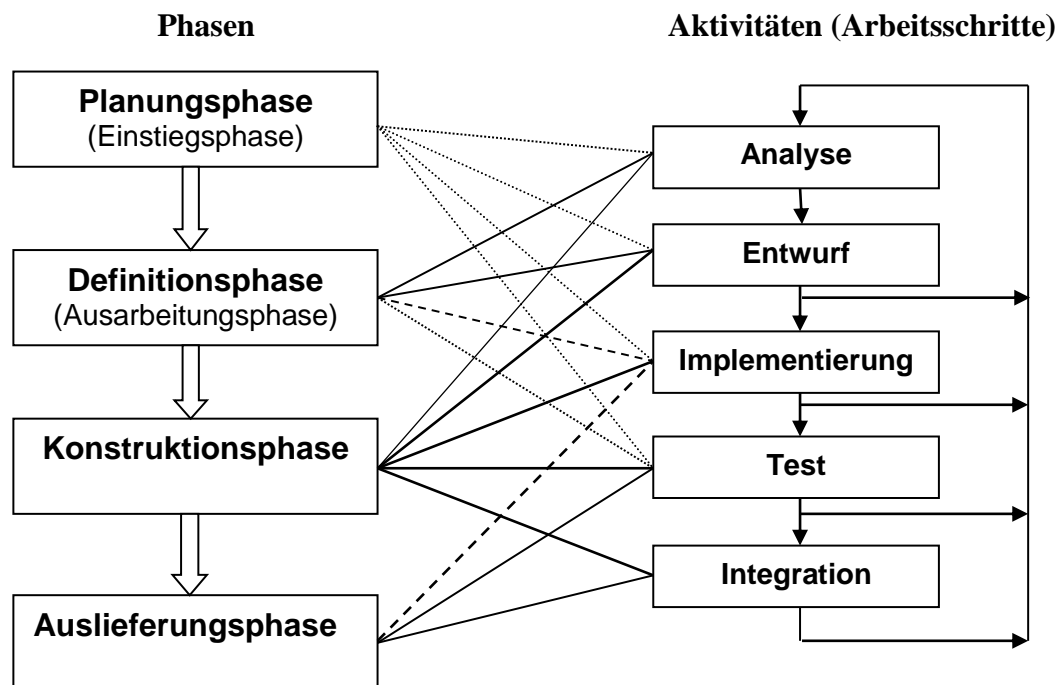 Phasen
Aktivitäten (Arbeitsschritte)
Planungsphase
(Einstiegsphase)
Definitionsphase
(Ausarbeitungsphase)
Konstruktionsphase
Auslieferungsphase
Analyse
Entwurf
Implementierung
Test
Integration